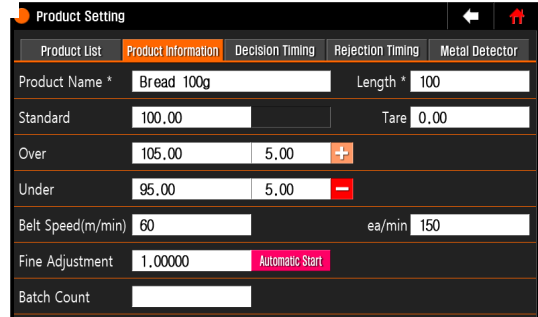 Product Setting
Product List Product Information Decision Timing Rejection Timing Metal Detector
Product Name * Bread 100g Length * 100
Standard 100.00 Tare 0.00
Over 105.00 5.00 +
Under 95.00 5.00 −
Belt Speed(m/min) 60 ea/min 150
Fine Adjustment 1.00000 Automatic Start
Batch Count